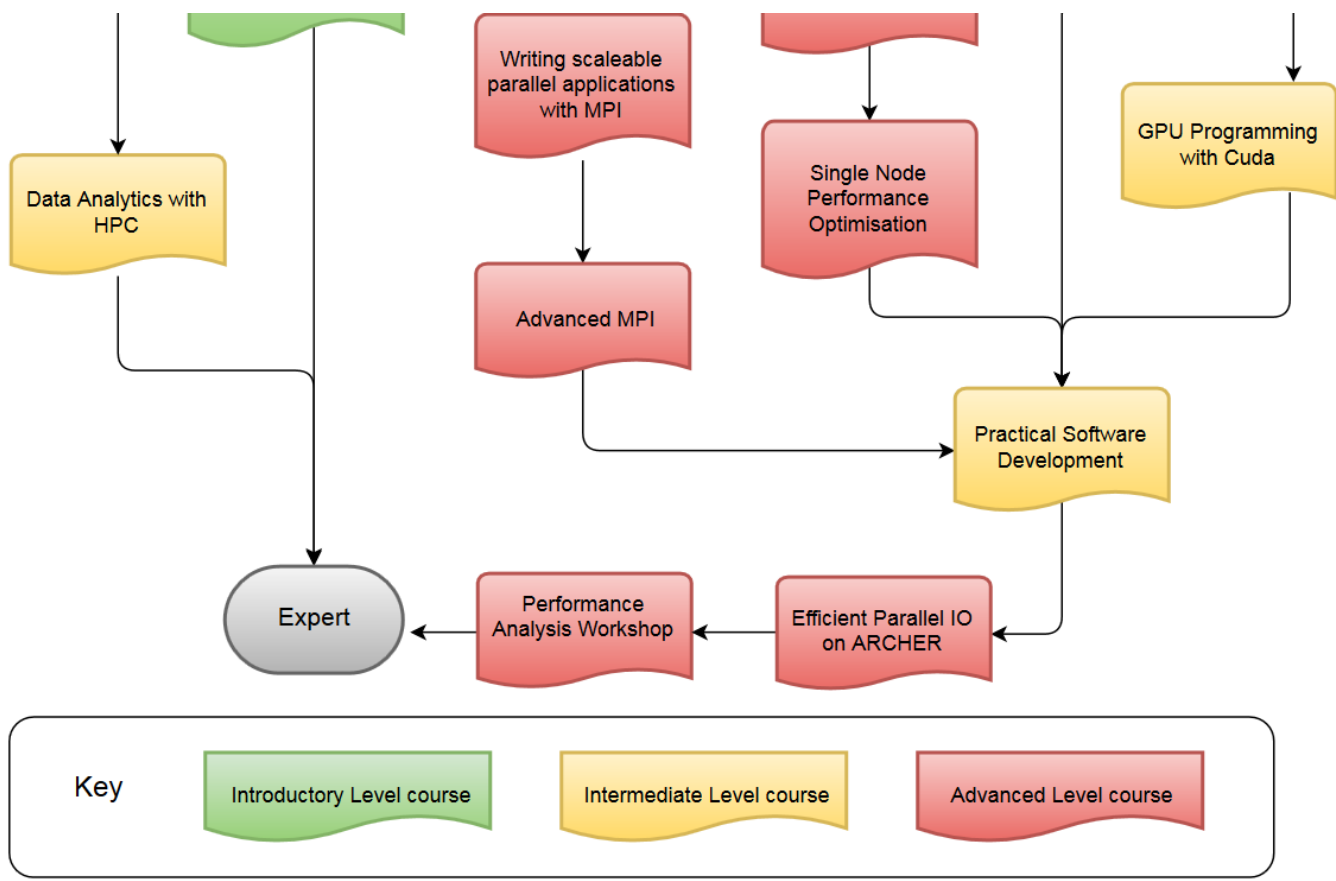 Writing scaleable
parallel applications
with MPI
GPU Programming
with Cuda
Single Node
Performance
Optimisation
Data Analytics with
HPC
Advanced MPI
Practical Software
Development
Expert
Performance
Analysis Workshop
Efficient Parallel IO
on ARCHER
Key
Introductory Level course
Intermediate Level course
Advanced Level course